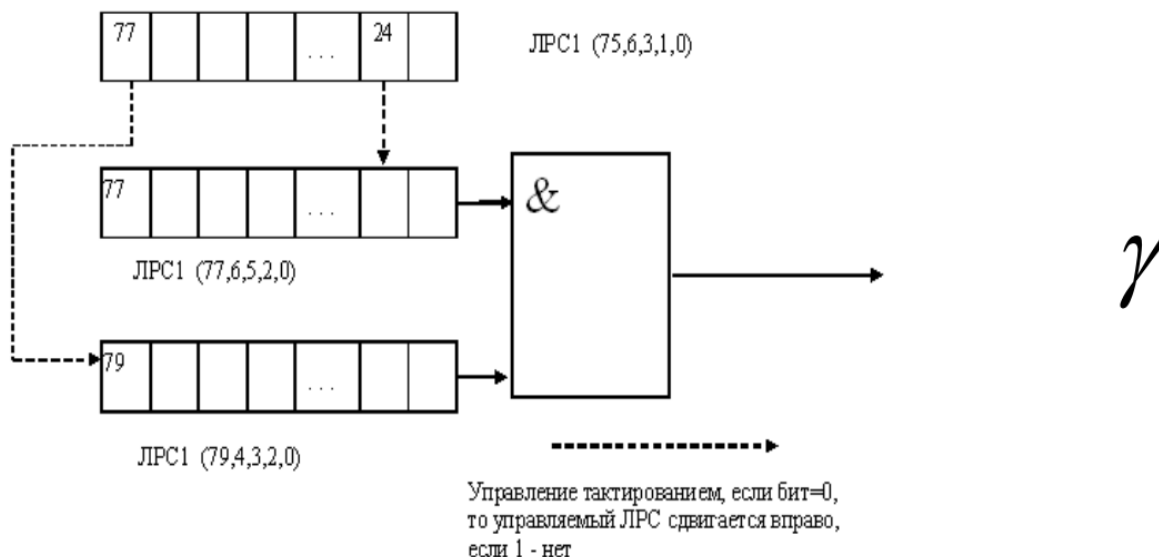 77 ... 24
ЛРС1 (75,6,3,1,0)
77 ...
&
ЛРС1 (77,6,5,2,0)
γ
79 ...
ЛРС1 (79,4,3,2,0)
Управление тактированием, если бит=0,
то управляемый ЛРС сдвигается вправо,
если 1 - нет